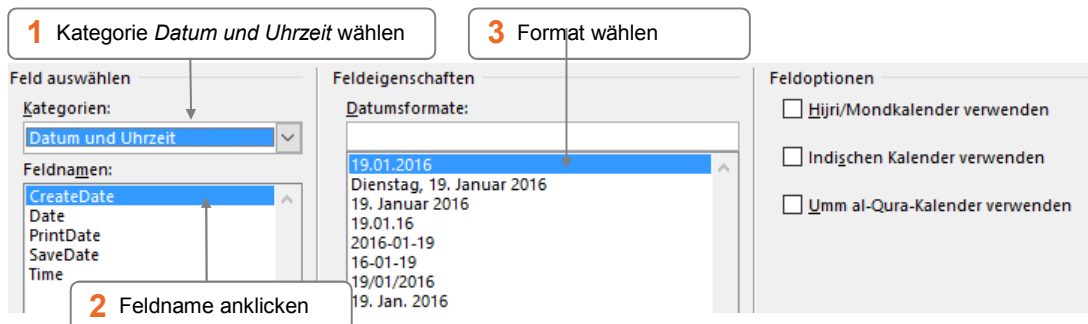 1 Kategorie Datum und Uhrzeit wählen
3 Format wählen
Feld auswählen
Kategorien:
Datum und Uhrzeit
Feldnamen:
CreateDate
Date
PrintDate
SaveDate
Time
2 Feldname anklicken
Feldeigenschaften
Datumsformate:
19.01.2016
Dienstag, 19. Januar 2016
19. Januar 2016
19.01.16
2016-01-19
16-01-19
19/01/2016
19. Jan. 2016
Feldoptionen
Hijri/Mondkalender verwenden
Indischen Kalender verwenden
Umm al-Qura-Kalender verwenden